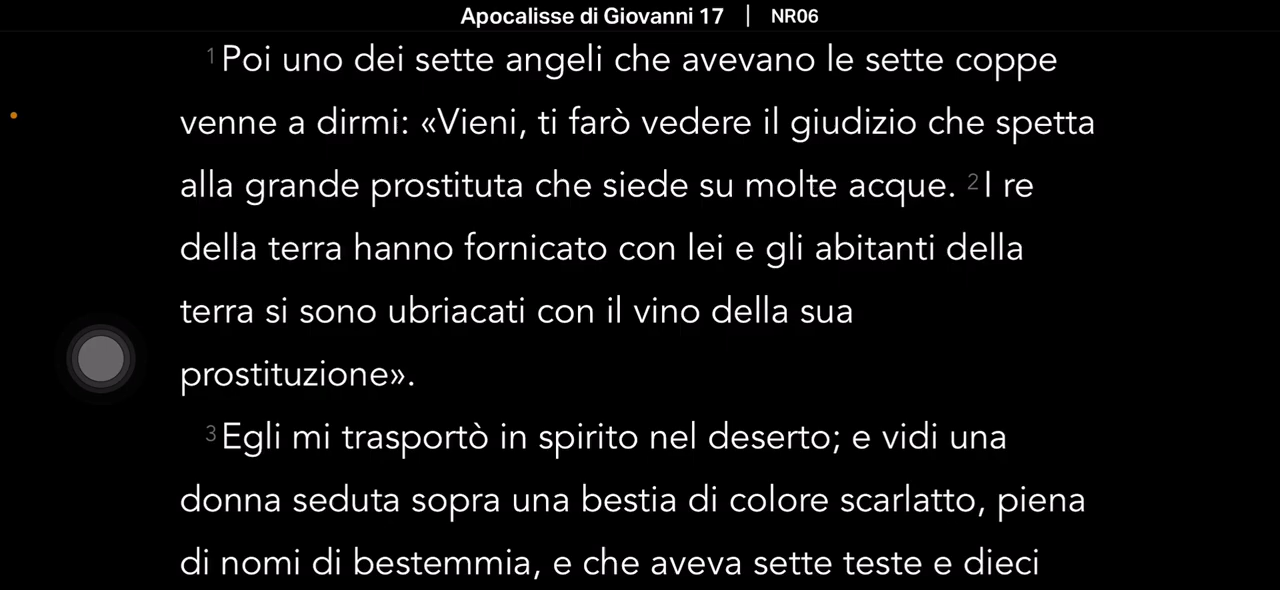 Apocalisse di Giovanni 17 | NR06
1 Poi uno dei sette angeli che avevano le sette coppe
venne a dirmi: «Vieni, ti farò vedere il giudizio che spetta
alla grande prostituta che siede su molte acque. 2 I re
della terra hanno fornicato con lei e gli abitanti della
terra si sono ubriacati con il vino della sua
prostituzione».
3 Egli mi trasportò in spirito nel deserto; e vidi una
donna seduta sopra una bestia di colore scarlatto, piena
di nomi di bestemmia, e che aveva sette teste e dieci